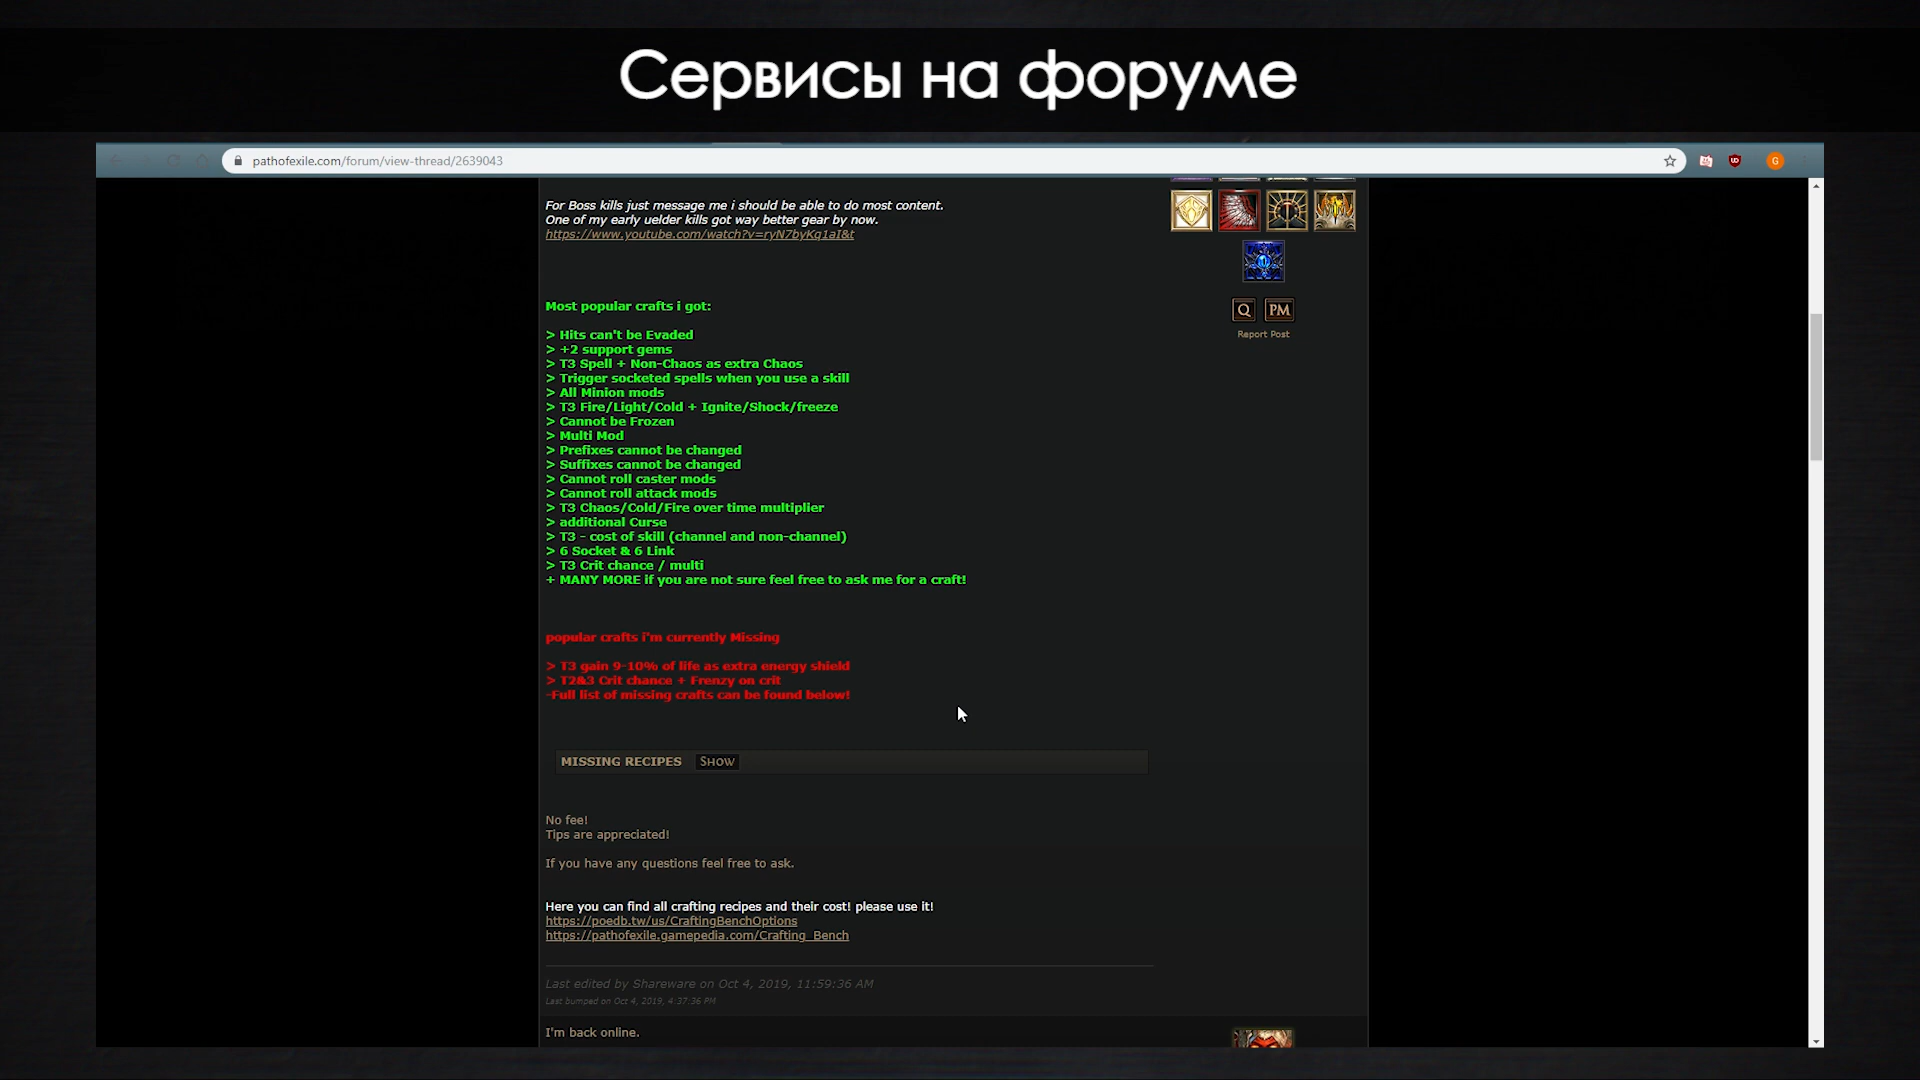 Сервисы на форуме
pathofexile.com/forum/view-thread/2639043
For Boss kills just message me i should be able to do most content.
One of my early uelder kills got way better gear by now.
https://www.youtube.com/watch?v=ryN7byKq1aI&t
Most popular crafts i got:
> Hits can't be Evaded
> +2 support gems
> T3 Spell + Non-Chaos as extra Chaos
> Trigger socketed spells when you use a skill
> All Minion mods
> T3 Fire/Light/Cold + Ignite/Shock/freeze
> Cannot be Frozen
> Multi Mod
> Prefixes cannot be changed
> Suffixes cannot be changed
> Cannot roll caster mods
> Cannot roll attack mods
> T3 Chaos/Cold/Fire over time multiplier
> additional Curse
> T3 - cost of skill (channel and non-channel)
> 6 Socket & 6 Link
> T3 Crit chance / multi
+ MANY MORE if you are not sure feel free to ask me for a craft!
popular crafts i'm currently Missing
> T3 gain 9-10% of life as extra energy shield
> T2&3 Crit chance + Frenzy on crit
-Full list of missing crafts can be found below!
MISSING RECIPES SHOW
No fee!
Tips are appreciated!
If you have any questions feel free to ask.
Here you can find all crafting recipes and their cost! please use it!
https://poedb.tw/us/CraftingBenchOptions
https://pathofexile.gamepedia.com/Crafting_Bench
Last edited by Shareware on Oct 4, 2019, 11:59:36 AM
Last bumped on Oct 4, 2019, 4:37:36 PM
I'm back online.
Q PM
Report Post
G